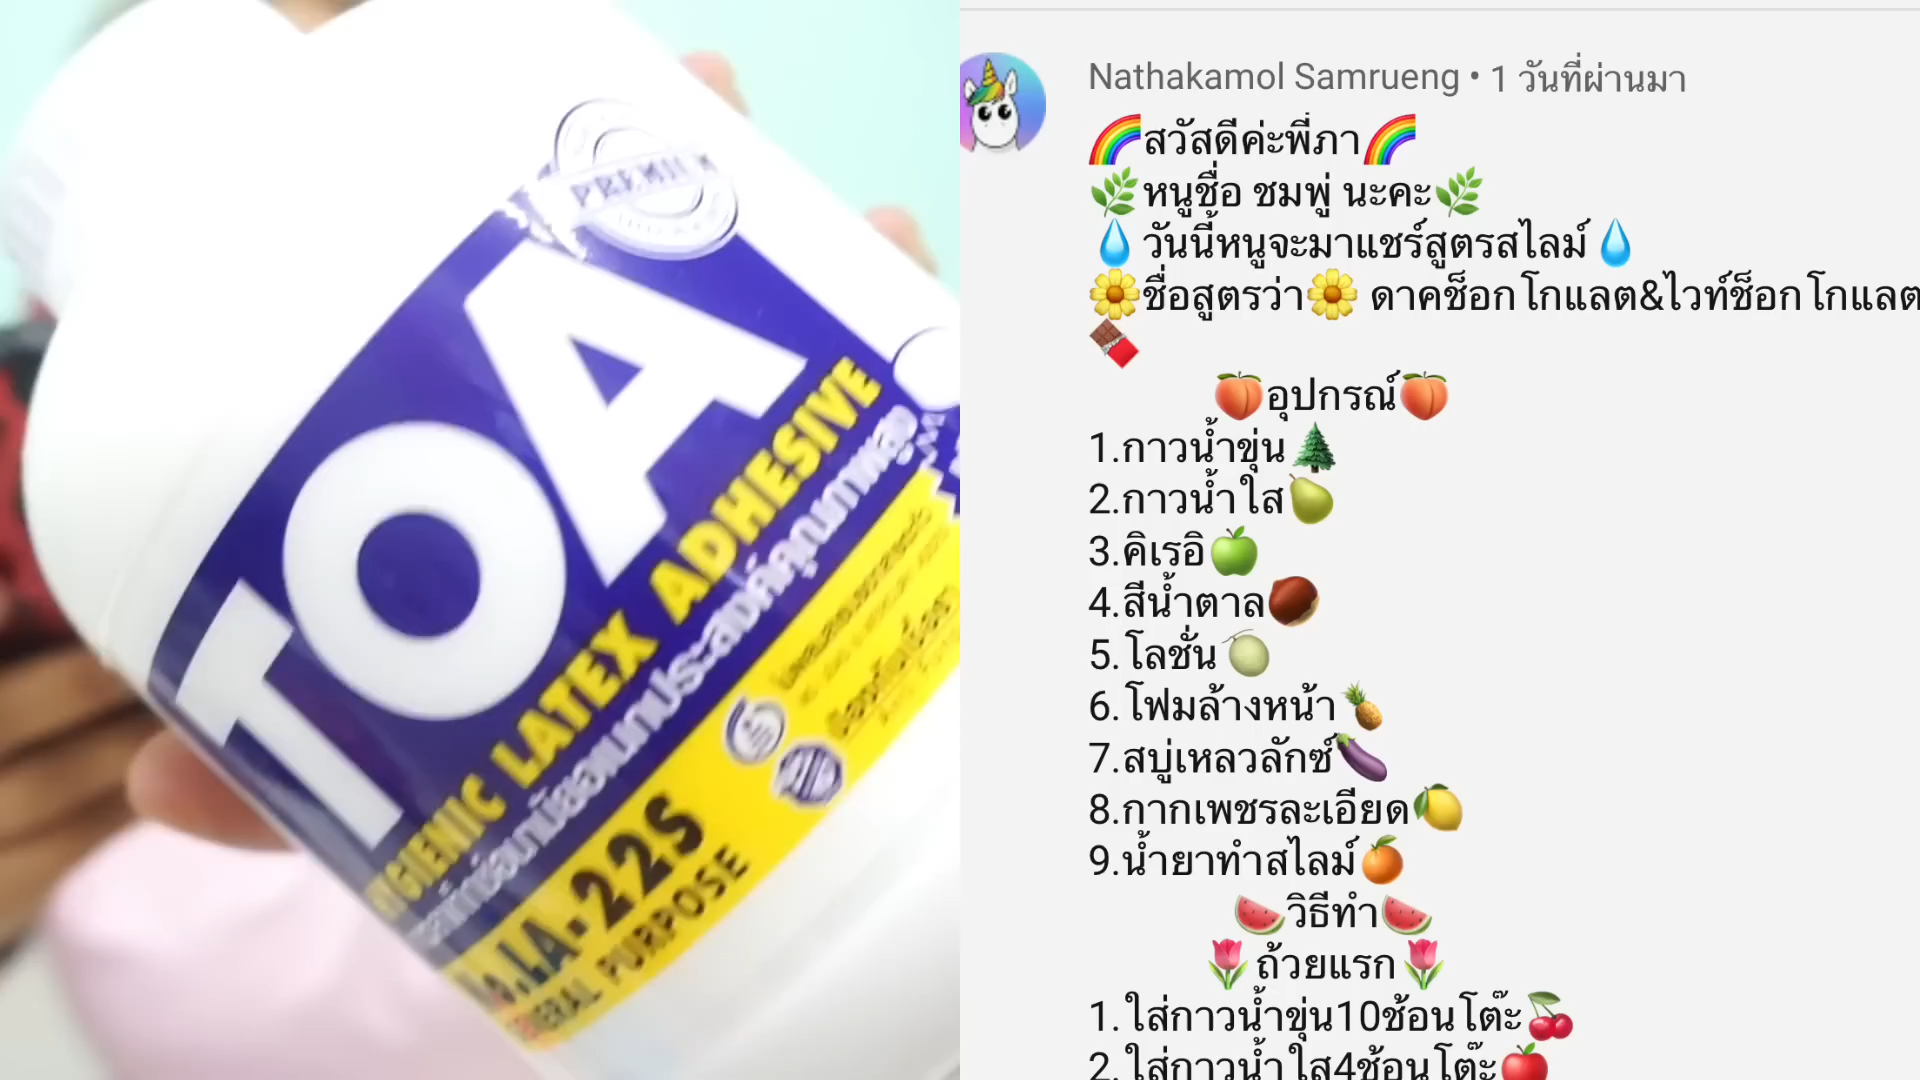 PREMIUM
TOA
HYGIENIC LATEX ADHESIVE
LA-22S
GENERAL PURPOSE
Nathakamol Samrueng • 1 วันที่ผ่านมา
🌈สวัสดีค่ะพี่ภา🌈
🌿หนูชื่อ ชมพู่ นะคะ🌿
💧วันนี้หนูจะมาแชร์สูตรสไลม์💧
🌼ชื่อสูตรว่า🌼 ดาคช็อกโกแลต&ไวท์ช็อกโกแลต
🍫
🍑อุปกรณ์🍑
1.กาวน้ำขุ่น🌲
2.กาวน้ำใส🍐
3.คิเรอิ🍏
4.สีน้ำตาล🌰
5.โลชั่น🍈
6.โฟมล้างหน้า🍍
7.สบู่เหลวลักซ์🍆
8.กากเพชรละเอียด🍋
9.น้ำยาทำสไลม์🍊
🍉วิธีทำ🍉
🌷ถ้วยแรก🌷
1.ใส่กาวน้ำขุ่น10ช้อนโต๊ะ🍒
2.ใส่กาวน้ำใส4ช้อนโต๊ะ🍎